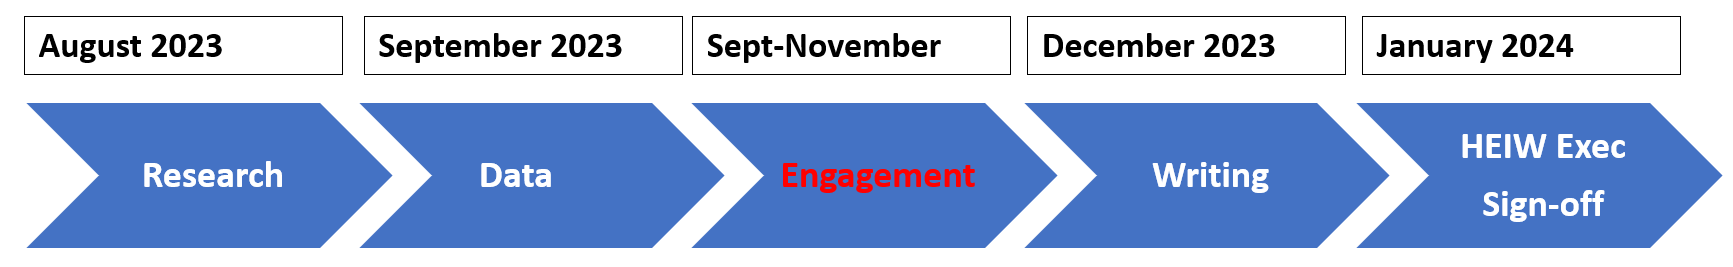 August 2023
September 2023
Sept-November
December 2023
January 2024
Research
Data
Engagement
Writing
HEIW Exec
Sign-off